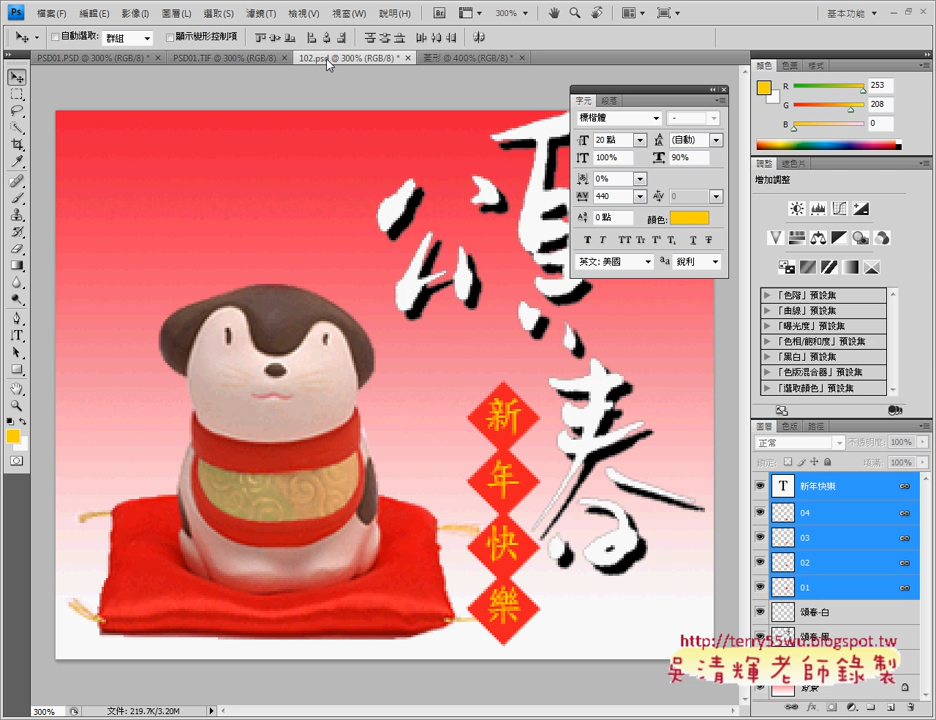 Ps 檔案(F) 編輯(E) 影像(I) 圖層(L) 選取(S) 濾鏡(T) 檢視(V) 視窗(W) 說明(H) Br 300% 基本功能
自動選取: 群組 顯示變形控制項
PSD01.PSD @ 300% (RGB/8) * PSD01.TIF @ 300% (RGB/8) 102.psd @ 300% (RGB/8) * 菱形 @ 400% (RGB/8) *
字元 段落
標楷體 -
20 點 (自動)
100% 90%
0%
440 0
0 點 顏色:
英文: 美國 銳利
顏色 色票 樣式
R 253
G 208
B 0
調整 遮色片
增加調整
「色階」預設集
「曲線」預設集
「曝光度」預設集
「色相/飽和度」預設集
「黑白」預設集
「色版混合器」預設集
「選取顏色」預設集
圖層 色版 路徑
正常 不透明度: 100%
鎖定: 填滿: 100%
T 新年快樂
04
03
02
01
頌春-白
頌春-黑
背景
頌春
新年快樂
http://terry55wu.blogspot.tw
吳清輝老師錄製
300% 文件: 219.7K/3.20M